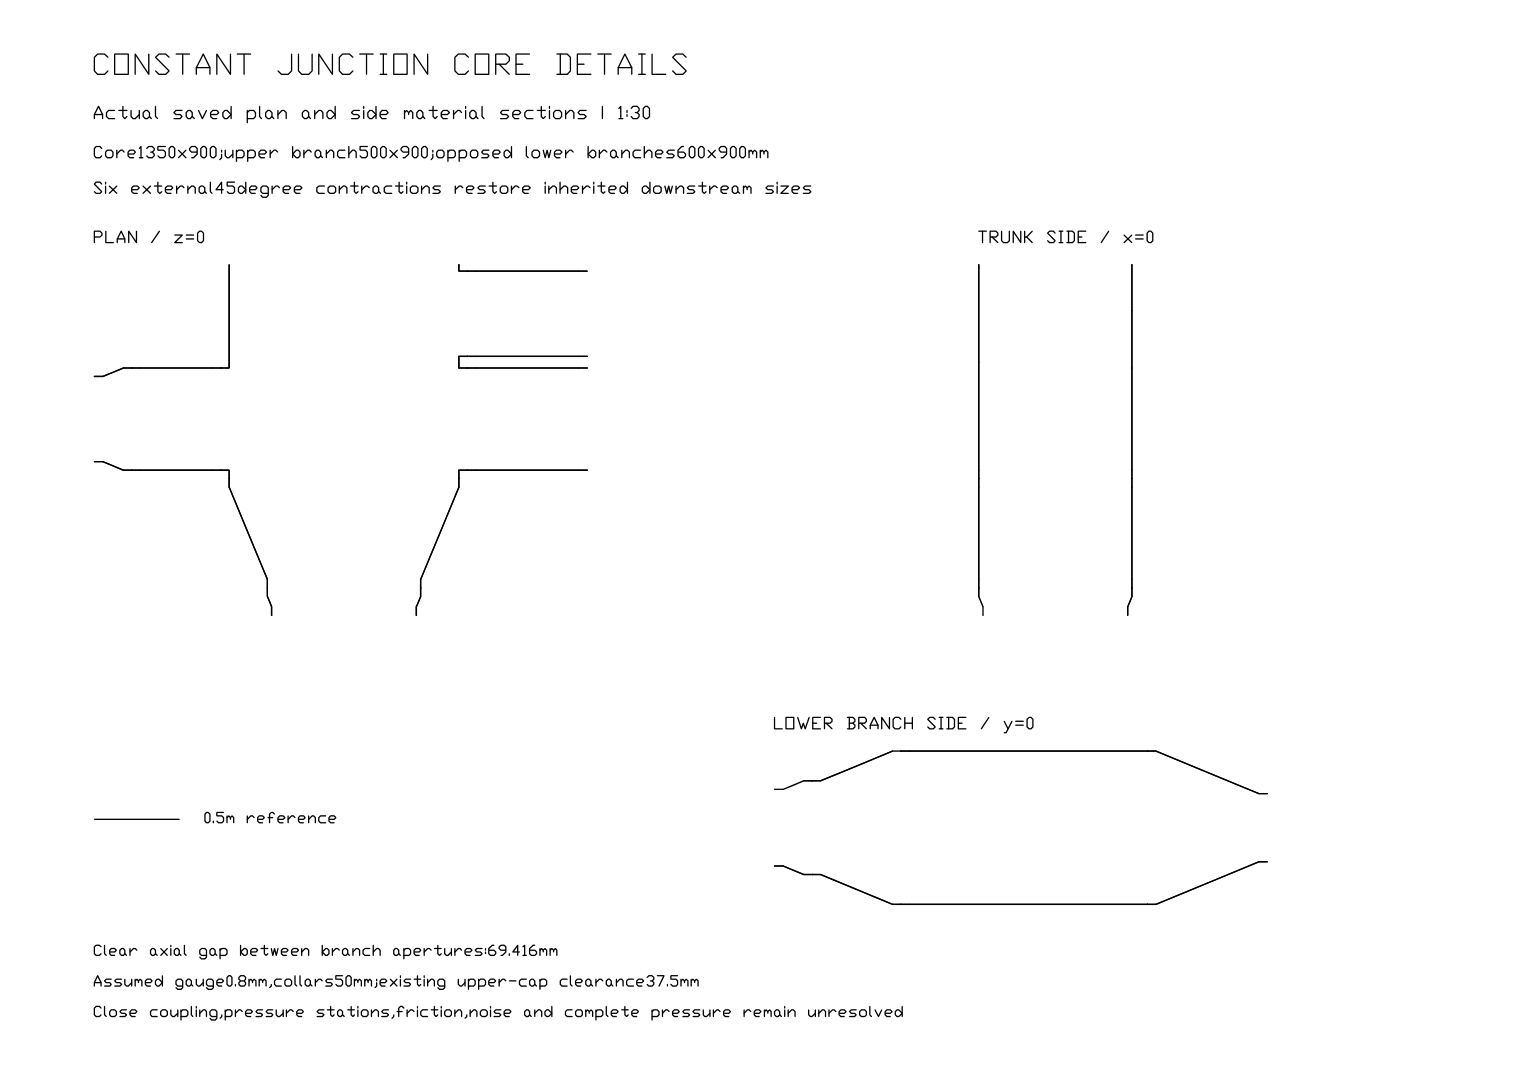 CONSTANT JUNCTION CORE DETAILS
Actual saved plan and side material sections | 1:30
Core1350x900;upper branch500x900;opposed lower branches600x900mm
Six external45degree contractions restore inherited downstream sizes
PLAN / z=0
TRUNK SIDE / x=0
LOWER BRANCH SIDE / y=0
0.5m reference
Clear axial gap between branch apertures:69.416mm
Assumed gauge0.8mm,collars50mm;existing upper-cap clearance37.5mm
Close coupling,pressure stations,friction,noise and complete pressure remain unresolved